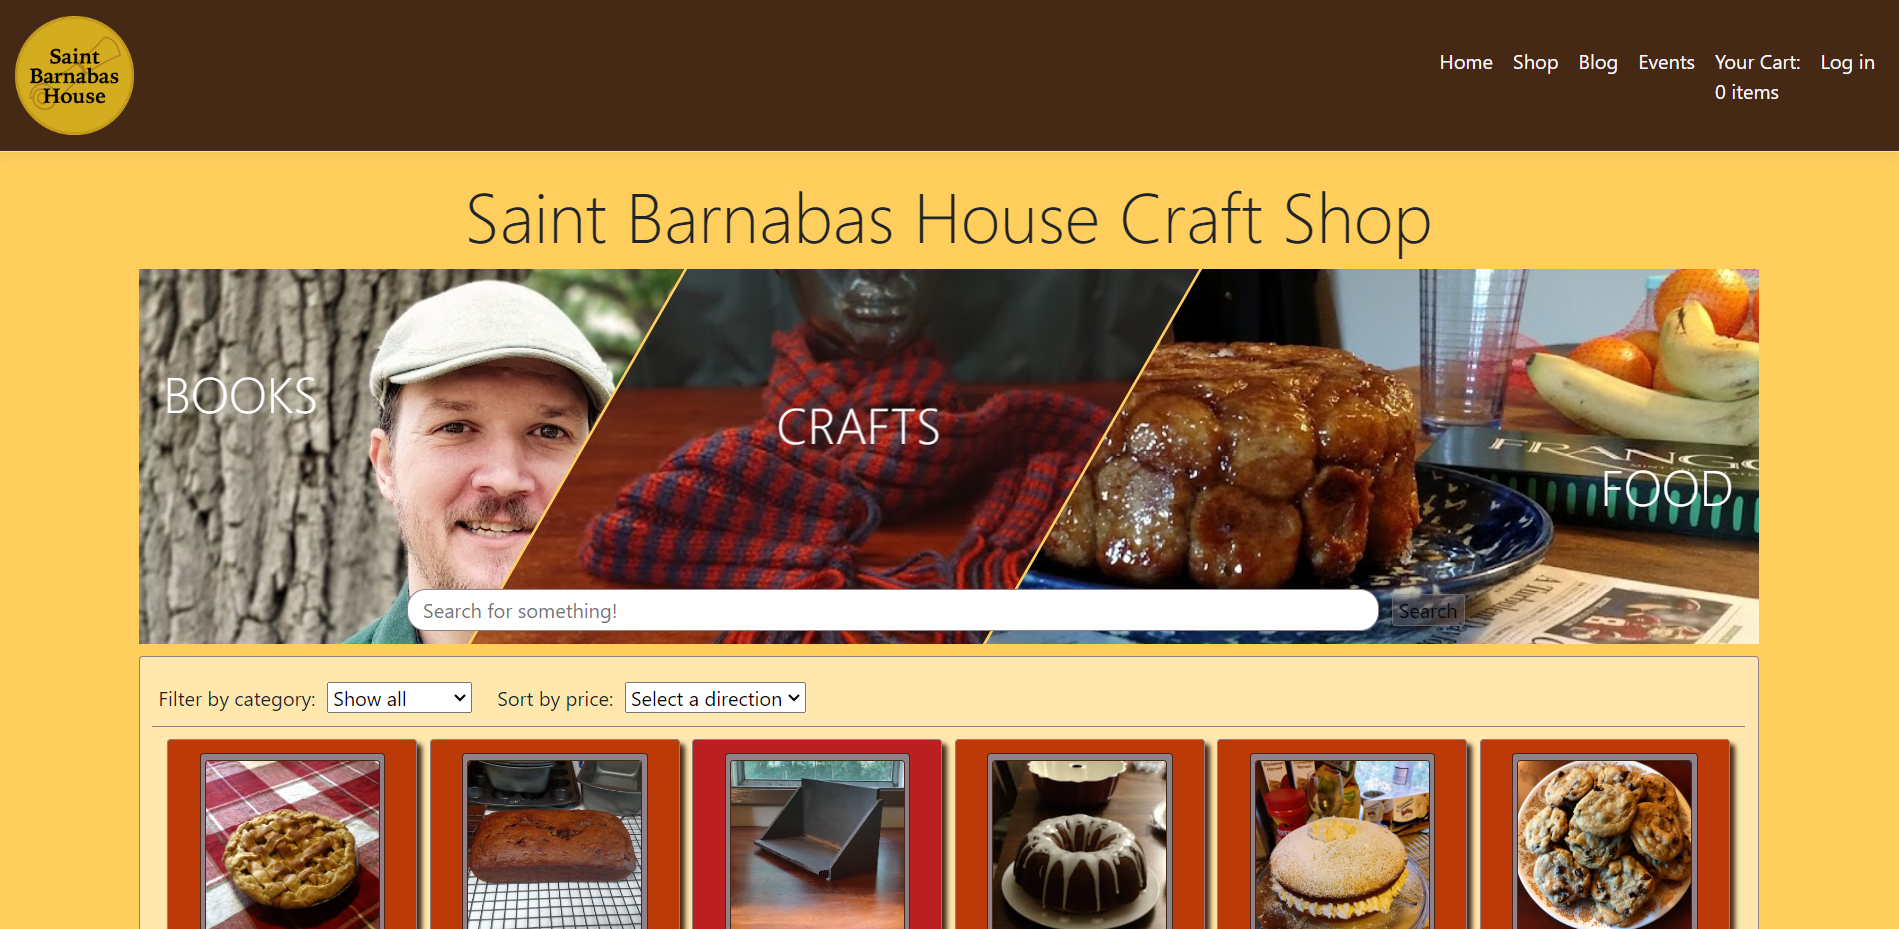 Saint
Barnabas
House
Home
Shop
Blog
Events
Your Cart:
0 items
Log in
Saint Barnabas House Craft Shop
BOOKS
CRAFTS
FRANGO
FOOD
Search for something!
Search
Filter by category:
Show all
Sort by price:
Select a direction